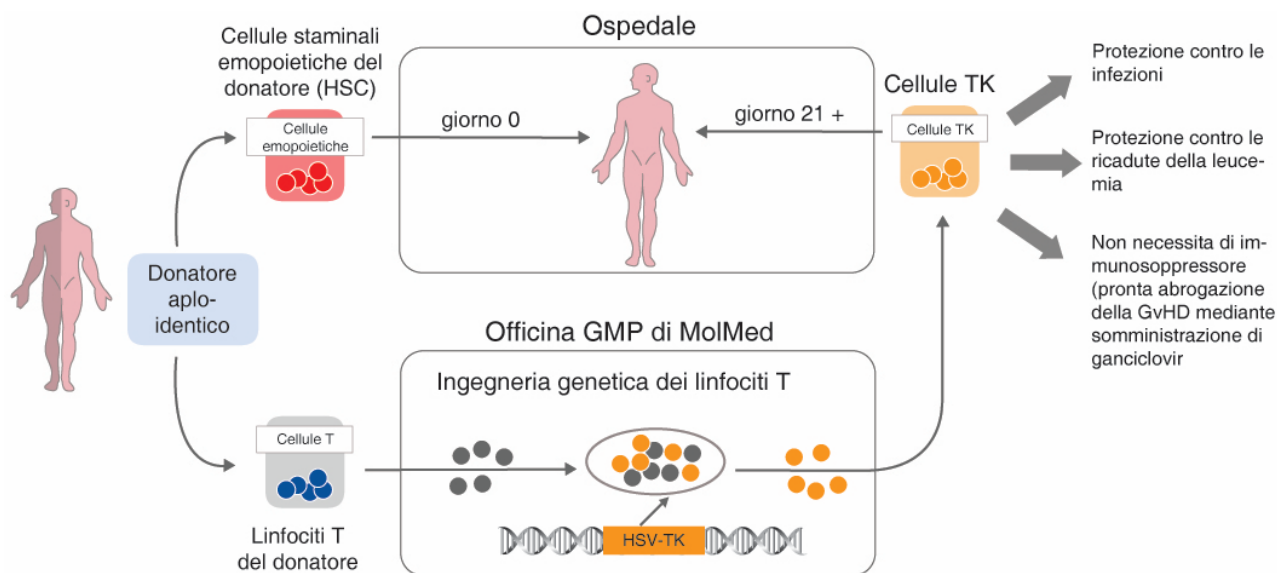 Cellule staminali
emopoietiche del
donatore (HSC)
Cellule
emopoietiche
Ospedale
giorno 0
giorno 21 +
Cellule TK
Cellule TK
Protezione contro le
infezioni
Protezione contro le
ricadute della leuce-
mia
Non necessita di im-
munosoppressore
(pronta abrogazione
della GvHD mediante
somministrazione di
ganciclovir
Donatore
aplo-
identico
Officina GMP di MolMed
Ingegneria genetica dei linfociti T
Cellule T
HSV-TK
Linfociti T
del donatore